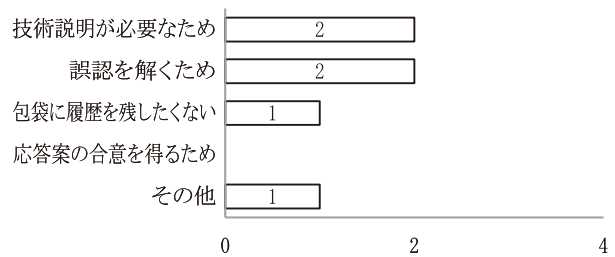 技術説明が必要なため 2
誤認を解くため 2
包袋に履歴を残したくない 1
応答案の合意を得るため
その他 1
0 2 4